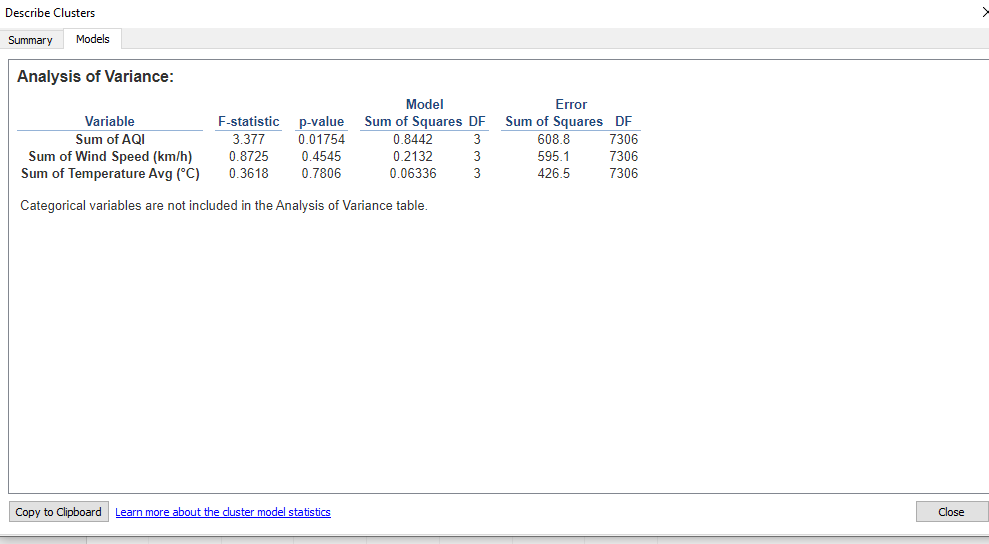 Describe Clusters
Summary Models
Analysis of Variance:
Model Error
Variable F-statistic p-value Sum of Squares DF Sum of Squares DF
Sum of AQI 3.377 0.01754 0.8442 3 608.8 7306
Sum of Wind Speed (km/h) 0.8725 0.4545 0.2132 3 595.1 7306
Sum of Temperature Avg (°C) 0.3618 0.7806 0.06336 3 426.5 7306
Categorical variables are not included in the Analysis of Variance table.
Copy to Clipboard Learn more about the cluster model statistics Close